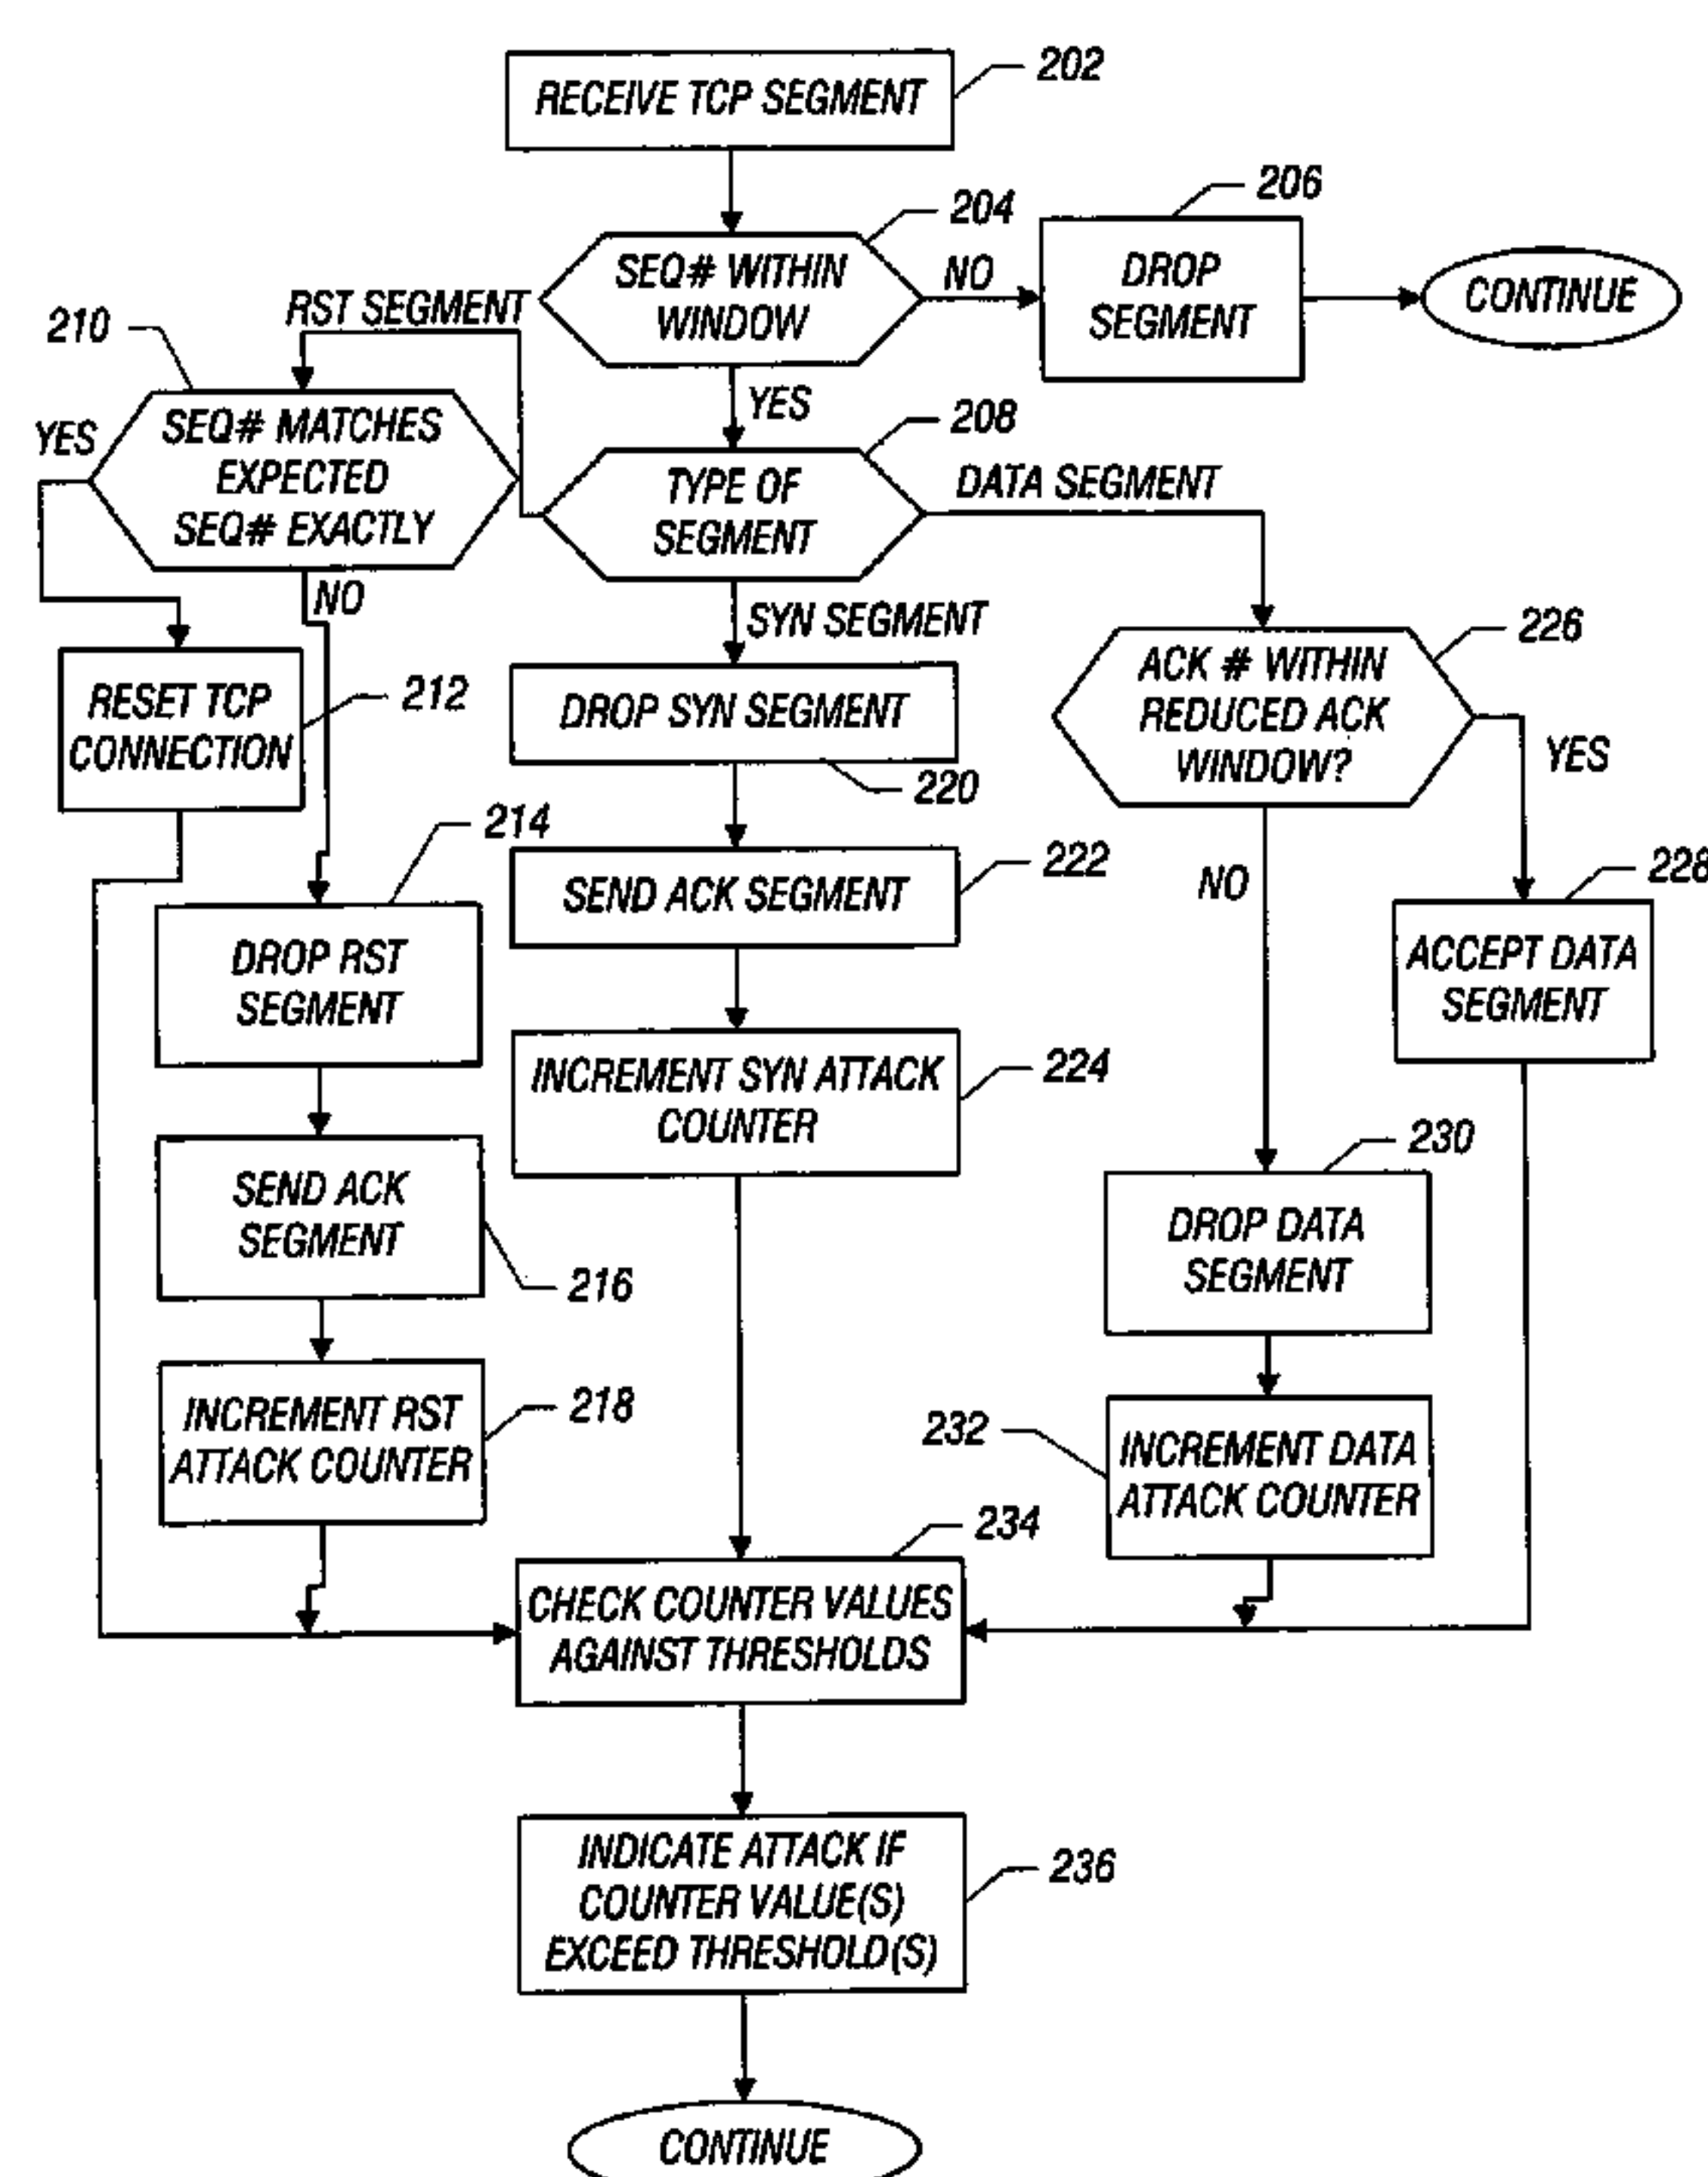 RECEIVE TCP SEGMENT
202
SEQ# WITHIN
WINDOW
204
NO
DROP
SEGMENT
206
CONTINUE
YES
RST SEGMENT
TYPE OF
SEGMENT
208
210
SEQ# MATCHES
EXPECTED
SEQ# EXACTLY
YES
NO
RESET TCP
CONNECTION
212
DROP RST
SEGMENT
214
SEND ACK
SEGMENT
216
INCREMENT RST
ATTACK COUNTER
218
SYN SEGMENT
DROP SYN SEGMENT
220
SEND ACK SEGMENT
222
INCREMENT SYN ATTACK
COUNTER
224
DATA SEGMENT
ACK # WITHIN
REDUCED ACK
WINDOW?
226
YES
NO
ACCEPT DATA
SEGMENT
228
DROP DATA
SEGMENT
230
INCREMENT DATA
ATTACK COUNTER
232
CHECK COUNTER VALUES
AGAINST THRESHOLDS
234
INDICATE ATTACK IF
COUNTER VALUE(S)
EXCEED THRESHOLD(S)
236
CONTINUE